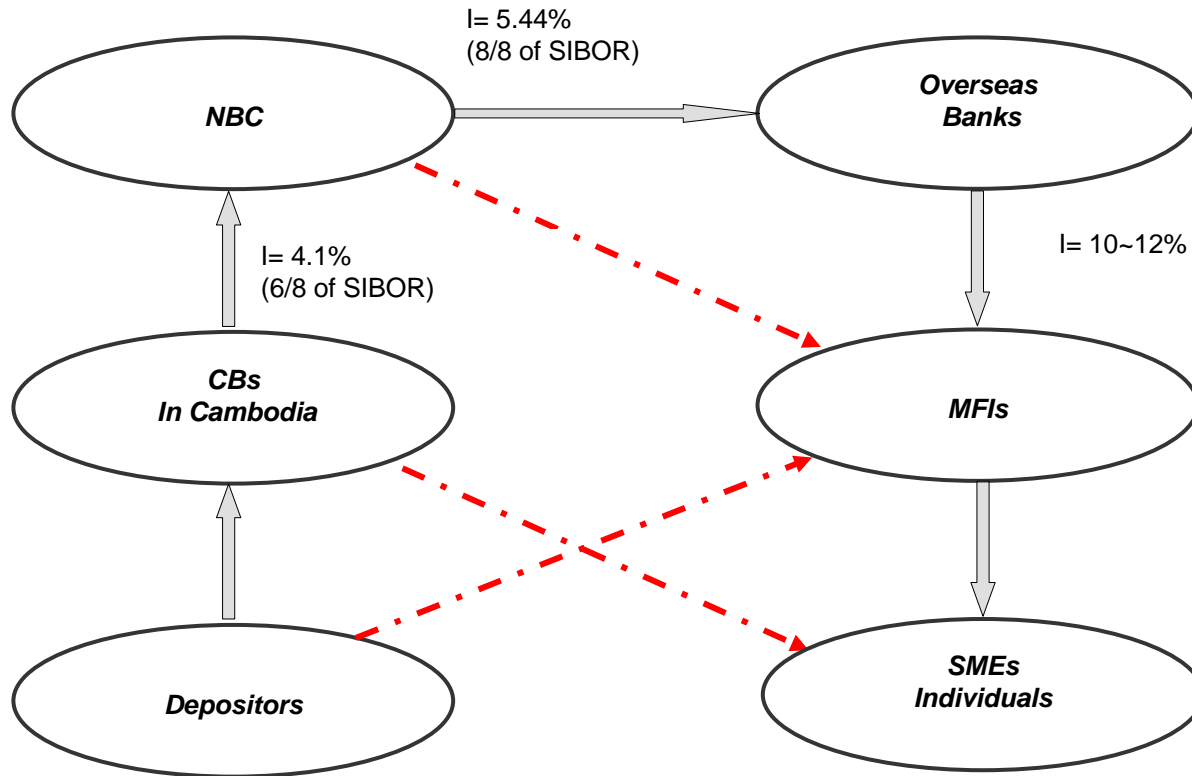 I= 5.44%
(8/8 of SIBOR)
NBC
Overseas
Banks
I= 4.1%
(6/8 of SIBOR)
I= 10~12%
CBs
In Cambodia
MFIs
Depositors
SMEs
Individuals